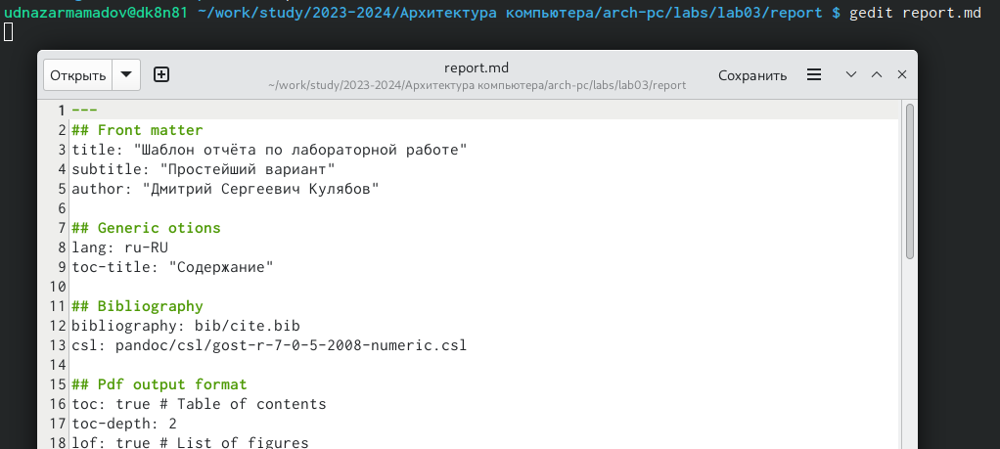 udnazarmamadov@dk8n81 ~/work/study/2023-2024/Архитектура компьютера/arch-pc/labs/lab03/report $ gedit report.md
Открыть
report.md
~/work/study/2023-2024/Архитектура компьютера/arch-pc/labs/lab03/report
Сохранить
1 ---
2 ## Front matter
3 title: "Шаблон отчёта по лабораторной работе"
4 subtitle: "Простейший вариант"
5 author: "Дмитрий Сергеевич Кулябов"
6
7 ## Generic otions
8 lang: ru-RU
9 toc-title: "Содержание"
10
11 ## Bibliography
12 bibliography: bib/cite.bib
13 csl: pandoc/csl/gost-r-7-0-5-2008-numeric.csl
14
15 ## Pdf output format
16 toc: true # Table of contents
17 toc-depth: 2
18 lof: true # List of figures